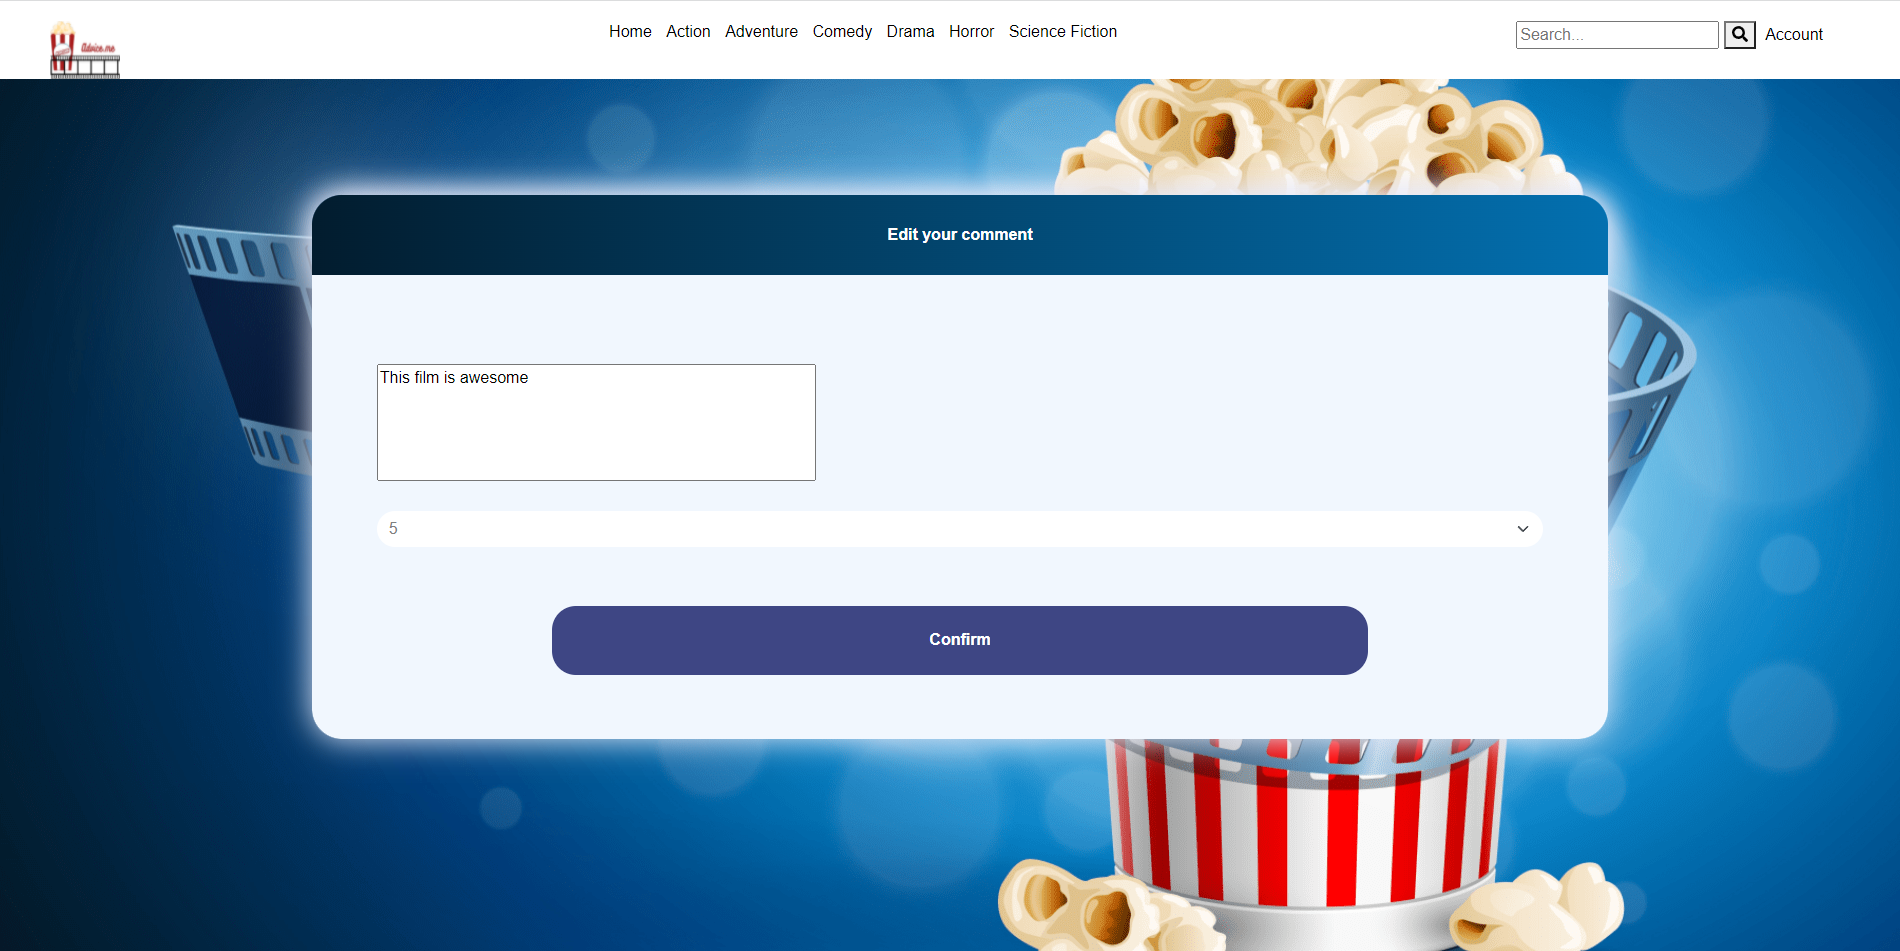 Advice.me
Home Action Adventure Comedy Drama Horror Science Fiction
Search...
Account
Edit your comment
This film is awesome
5
Confirm